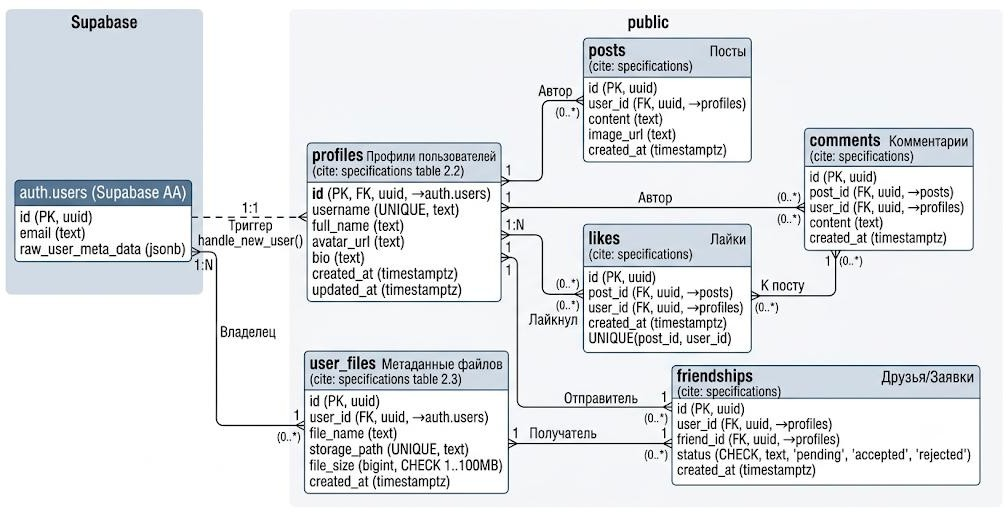 Supabase
auth.users (Supabase AA)
id (PK, uuid)
email (text)
raw_user_meta_data (jsonb)
1:1
Триггер
handle_new_user()
1:N
Владелец
1
(0..*)
public
profiles Профили пользователей
(cite: specifications table 2.2)
id (PK, FK, uuid, →auth.users)
username (UNIQUE, text)
full_name (text)
avatar_url (text)
bio (text)
created_at (timestamptz)
updated_at (timestamptz)
user_files Метаданные файлов
(cite: specifications table 2.3)
id (PK, uuid)
user_id (FK, uuid, →auth.users)
file_name (text)
storage_path (UNIQUE, text)
file_size (bigint, CHECK 1..100MB)
created_at (timestamptz)
posts Посты
(cite: specifications)
id (PK, uuid)
user_id (FK, uuid, →profiles)
content (text)
image_url (text)
created_at (timestamptz)
Автор
(0..*)
1
1
Автор
(0..*)
(0..*)
comments Комментарии
(cite: specifications)
id (PK, uuid)
post_id (FK, uuid, →posts)
user_id (FK, uuid, →profiles)
content (text)
created_at (timestamptz)
1:N
1
1
(0..*)
(0..*)
Лайкнул
likes Лайки
(cite: specifications)
id (PK, uuid)
post_id (FK, uuid, →posts)
user_id (FK, uuid, →profiles)
created_at (timestamptz)
UNIQUE(post_id, user_id)
1
(0..*)
К посту
(0..*)
Отправитель
1
(0..*)
1
Получатель
1
(0..*)
friendships Друзья/Заявки
(cite: specifications)
id (PK, uuid)
user_id (FK, uuid, →profiles)
friend_id (FK, uuid, →profiles)
status (CHECK, text, 'pending', 'accepted', 'rejected')
created_at (timestamptz)